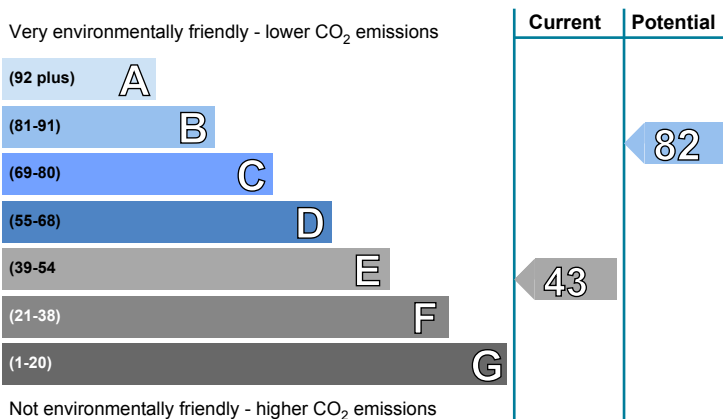 Current Potential
Very environmentally friendly - lower CO2 emissions
(92 plus) A
(81-91) B
82
(69-80) C
(55-68) D
(39-54 E
43
(21-38) F
(1-20) G
Not environmentally friendly - higher CO2 emissions